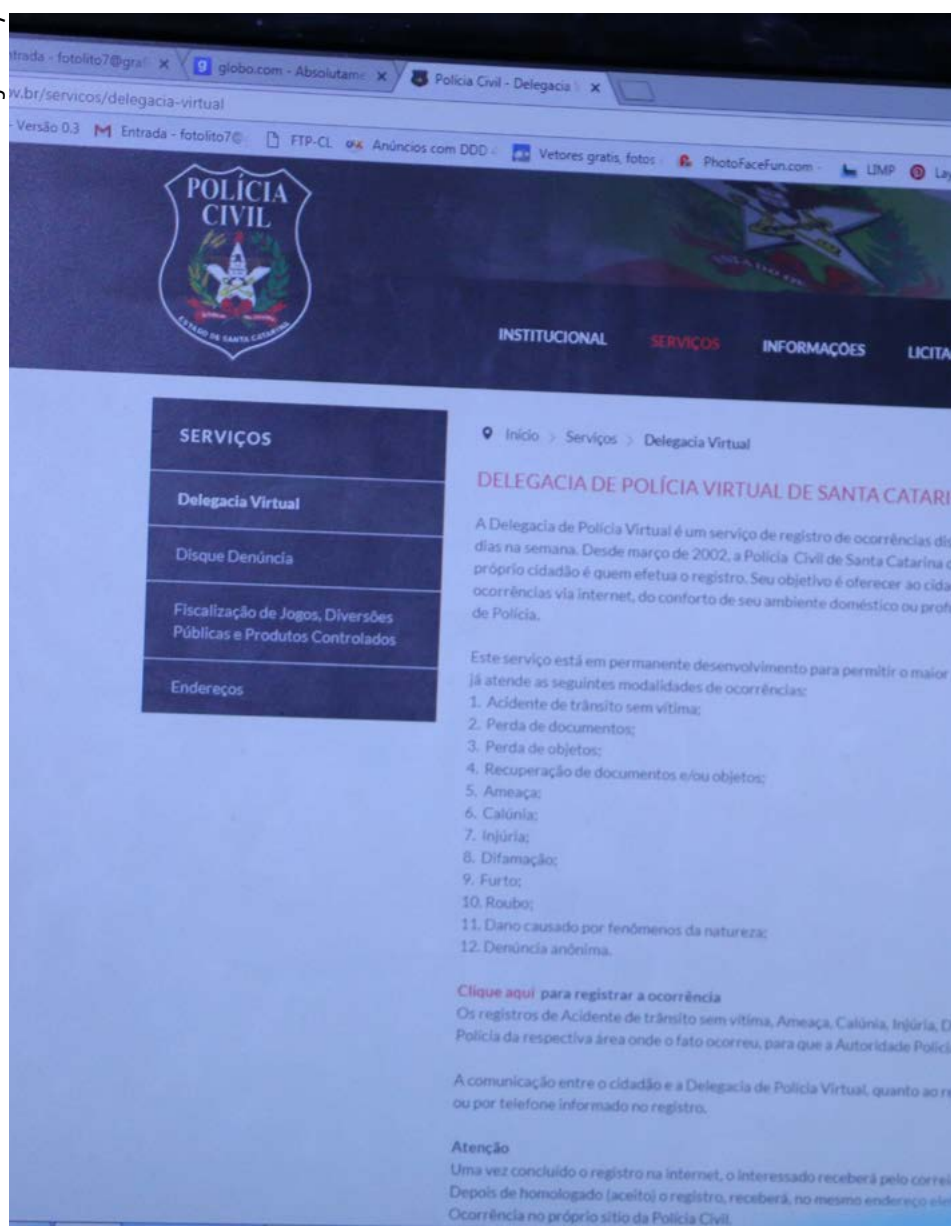 Entrada - fotolito7@gra
globo.com - Absolutame
Polícia Civil - Delegacia
v.br/servicos/delegacia-virtual
Versão 0.3
Entrada - fotolito7@
FTP-CL
Anúncios com DDD
Vetores gratis, fotos
PhotoFaceFun.com -
LIMP
Lay
POLÍCIA
CIVIL
ESTADO DE SANTA CATARINA
INSTITUCIONAL
SERVIÇOS
INFORMAÇÕES
LICITA
SERVIÇOS
Delegacia Virtual
Disque Denúncia
Fiscalização de Jogos, Diversões
Públicas e Produtos Controlados
Endereços
Início > Serviços > Delegacia Virtual
DELEGACIA DE POLÍCIA VIRTUAL DE SANTA CATARI
A Delegacia de Polícia Virtual é um serviço de registro de ocorrências dis
dias na semana. Desde março de 2002, a Polícia Civil de Santa Catarina
próprio cidadão é quem efetua o registro. Seu objetivo é oferecer ao cida
ocorrências via internet, do conforto de seu ambiente doméstico ou prof
de Polícia.
Este serviço está em permanente desenvolvimento para permitir o maior
já atende as seguintes modalidades de ocorrências:
1. Acidente de trânsito sem vítima;
2. Perda de documentos;
3. Perda de objetos;
4. Recuperação de documentos e/ou objetos;
5. Ameaça;
6. Calúnia;
7. Injúria;
8. Difamação;
9. Furto;
10. Roubo;
11. Dano causado por fenômenos da natureza;
12. Denúncia anônima.
Clique aqui para registrar a ocorrência
Os registros de Acidente de trânsito sem vítima, Ameaça, Calúnia, Injúria, D
Polícia da respectiva área onde o fato ocorreu, para que a Autoridade Polici
A comunicação entre o cidadão e a Delegacia de Polícia Virtual, quanto ao re
ou por telefone informado no registro.
Atenção
Uma vez concluído o registro na internet, o interessado receberá pelo correi
Depois de homologado (aceito) o registro, receberá, no mesmo endereço ele
Ocorrência no próprio sítio da Polícia Civil.